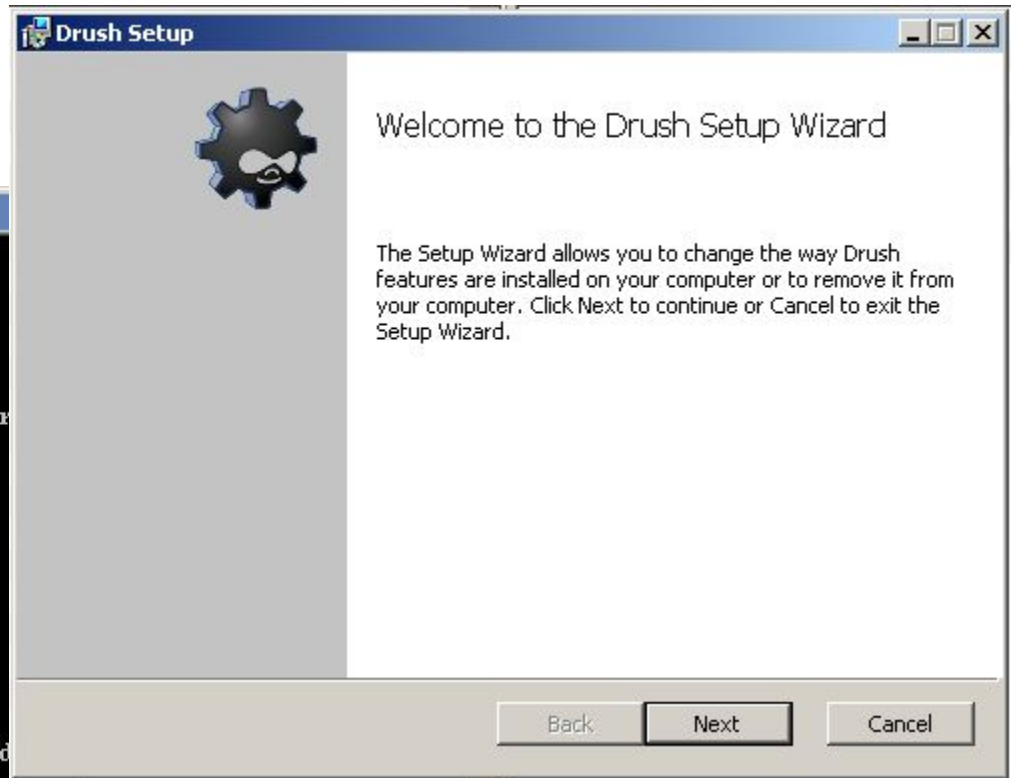 Drush Setup
Welcome to the Drush Setup Wizard
The Setup Wizard allows you to change the way Drush
features are installed on your computer or to remove it from
your computer. Click Next to continue or Cancel to exit the
Setup Wizard.
Back
Next
Cancel